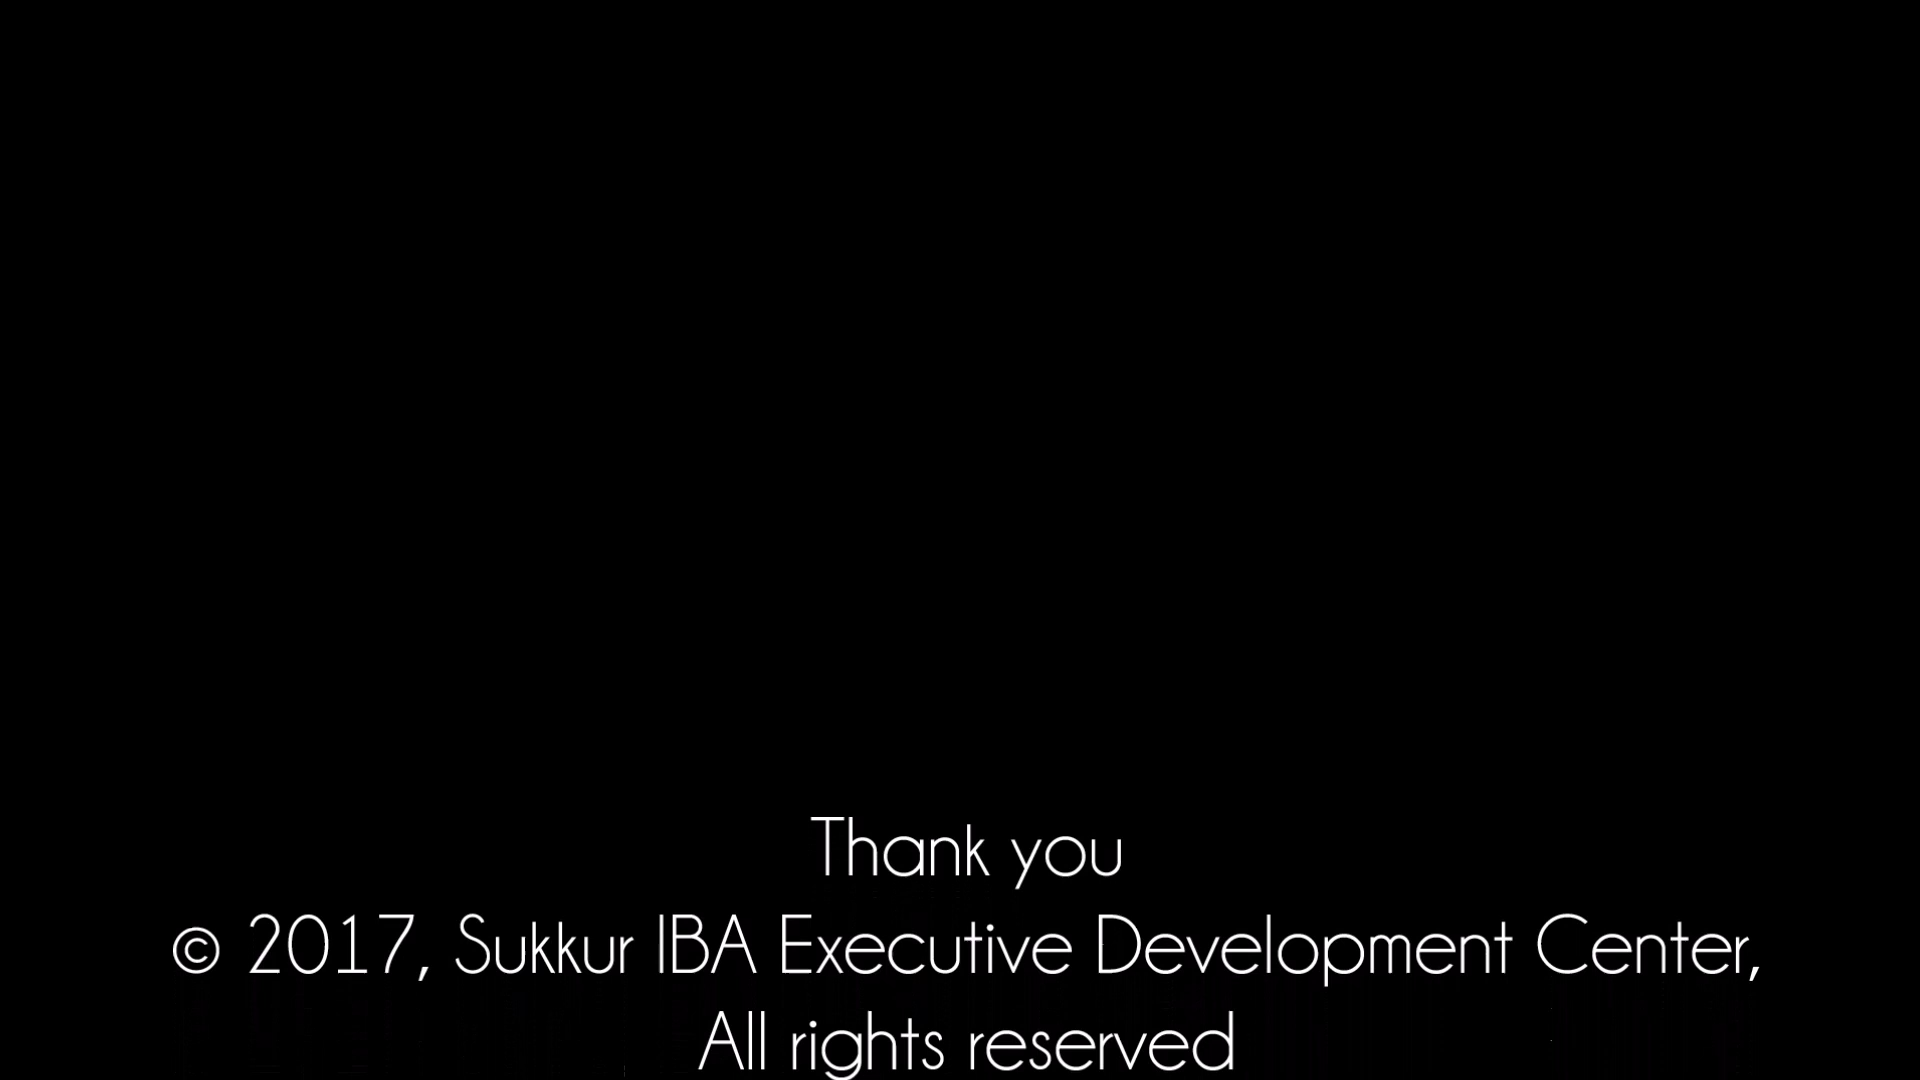 Thank you
© 2017, Sukkur IBA Executive Development Center,
All rights reserved